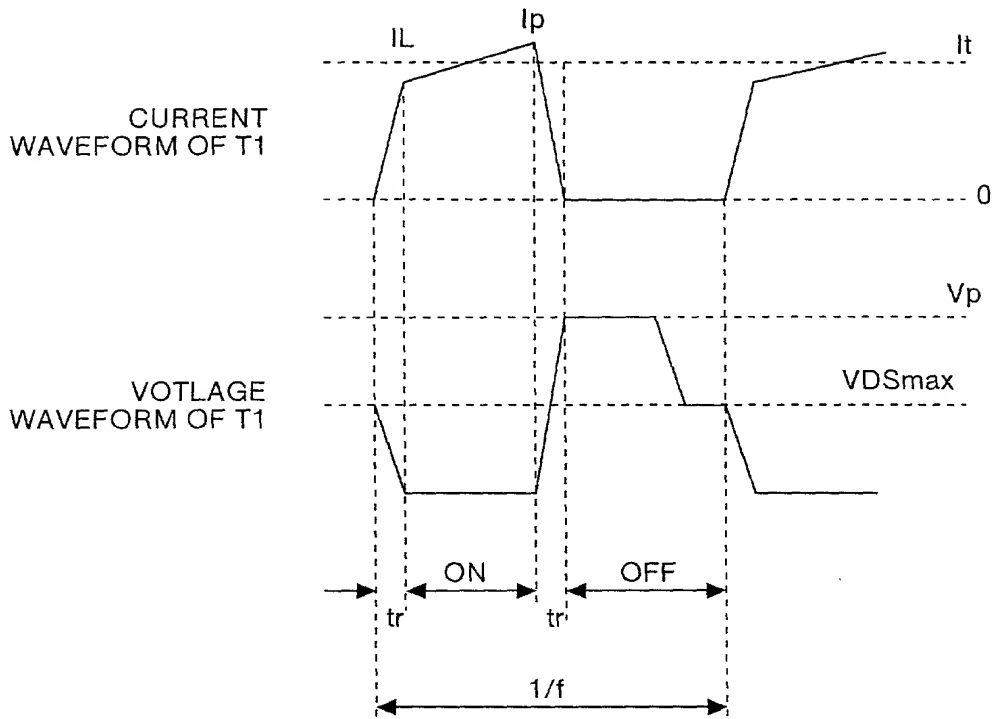 Ip
IL
It
CURRENT
WAVEFORM OF T1
0
Vp
VDSmax
VOTLAGE
WAVEFORM OF T1
ON
OFF
tr
tr
1/f